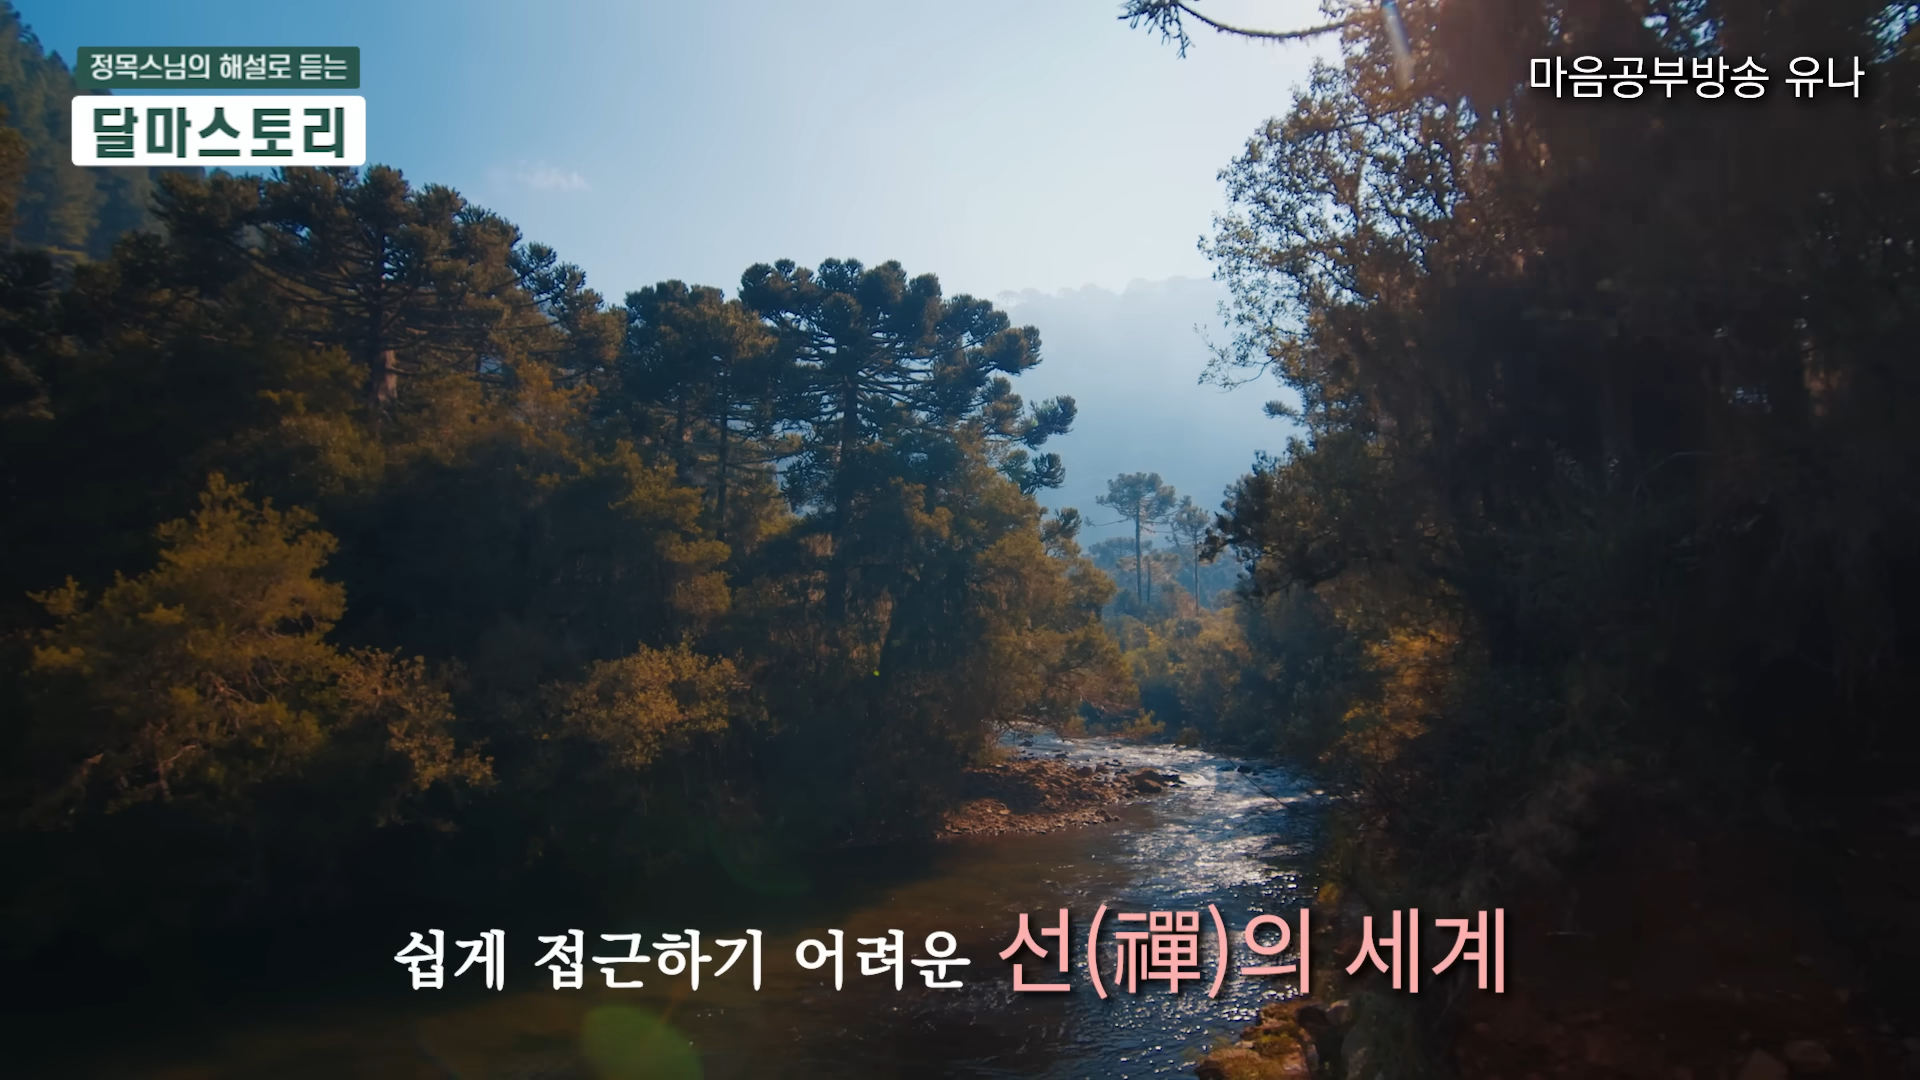 정목스님의 해설로 듣는
달마스토리
마음공부방송 유나
쉽게 접근하기 어려운 선(禪)의 세계